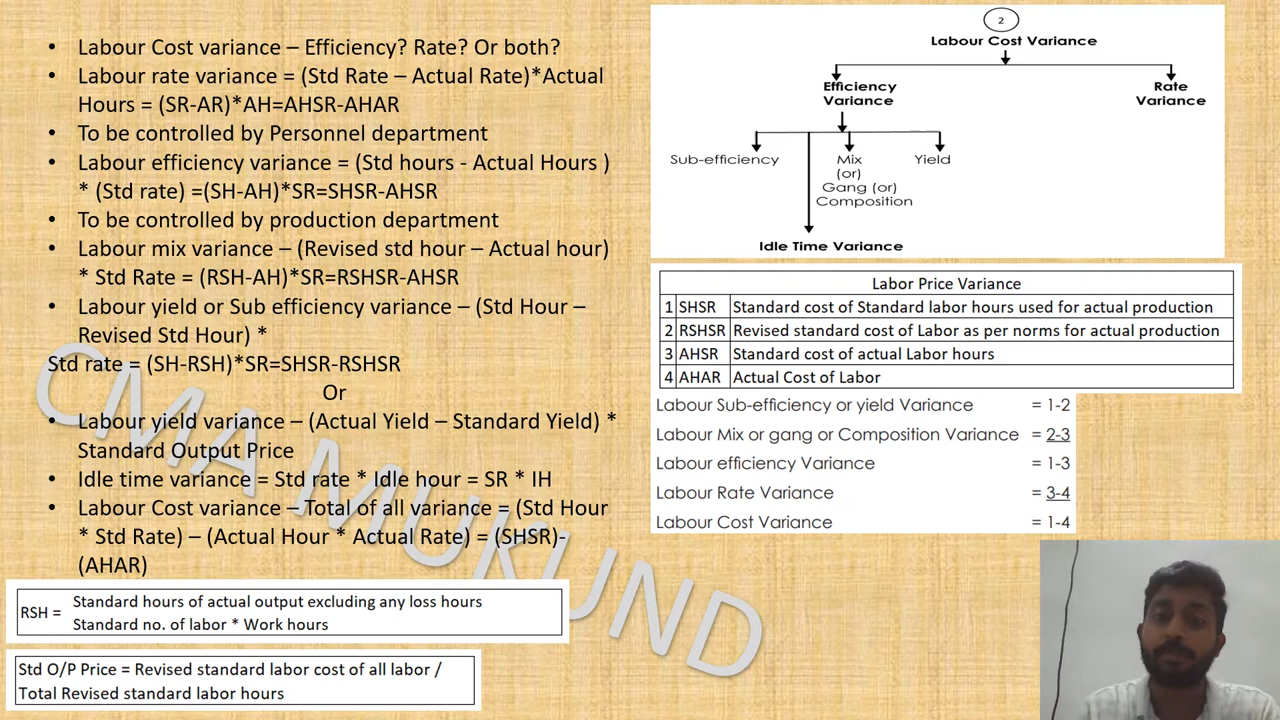 • Labour Cost variance – Efficiency? Rate? Or both?
• Labour rate variance = (Std Rate – Actual Rate)*Actual
Hours = (SR-AR)*AH=AHSR-AHAR
• To be controlled by Personnel department
• Labour efficiency variance = (Std hours - Actual Hours )
* (Std rate) =(SH-AH)*SR=SHSR-AHSR
• To be controlled by production department
• Labour mix variance – (Revised std hour – Actual hour)
* Std Rate = (RSH-AH)*SR=RSHSR-AHSR
• Labour yield or Sub efficiency variance – (Std Hour –
Revised Std Hour) *
Std rate = (SH-RSH)*SR=SHSR-RSHSR
Or
• Labour yield variance – (Actual Yield – Standard Yield) *
Standard Output Price
• Idle time variance = Std rate * Idle hour = SR * IH
• Labour Cost variance – Total of all variance = (Std Hour
* Std Rate) – (Actual Hour * Actual Rate) = (SHSR)-
(AHAR)
RSH =
Standard hours of actual output excluding any loss hours
Standard no. of labor * Work hours
Std O/P Price = Revised standard labor cost of all labor /
Total Revised standard labor hours
2
Labour Cost Variance
Efficiency
Variance
Rate
Variance
Sub-efficiency
Mix
(or)
Gang (or)
Composition
Yield
Idle Time Variance
Labor Price Variance
1 SHSR Standard cost of Standard labor hours used for actual production
2 RSHSR Revised standard cost of Labor as per norms for actual production
3 AHSR Standard cost of actual Labor hours
4 AHAR Actual Cost of Labor
Labour Sub-efficiency or yield Variance = 1-2
Labour Mix or gang or Composition Variance = 2-3
Labour efficiency Variance = 1-3
Labour Rate Variance = 3-4
Labour Cost Variance = 1-4
CMA MUKUND